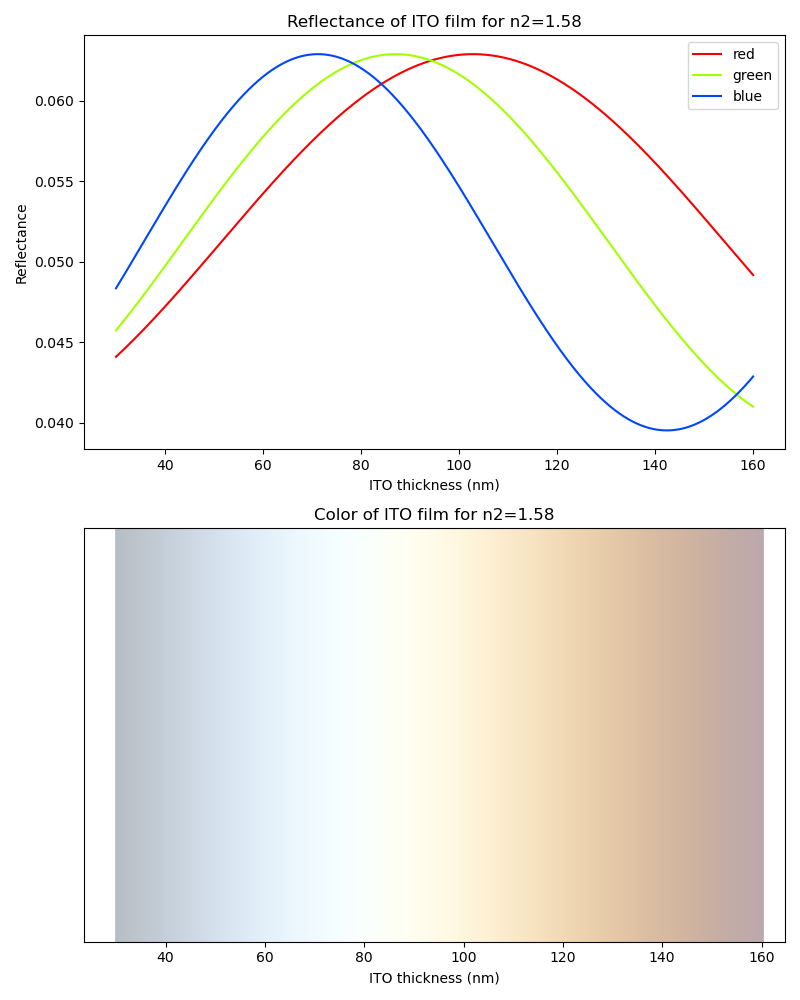 Reflectance of ITO film for n2=1.58
red
green
blue
0.060
0.055
0.050
0.045
0.040
Reflectance
40 60 80 100 120 140 160
ITO thickness (nm)
Color of ITO film for n2=1.58
40 60 80 100 120 140 160
ITO thickness (nm)